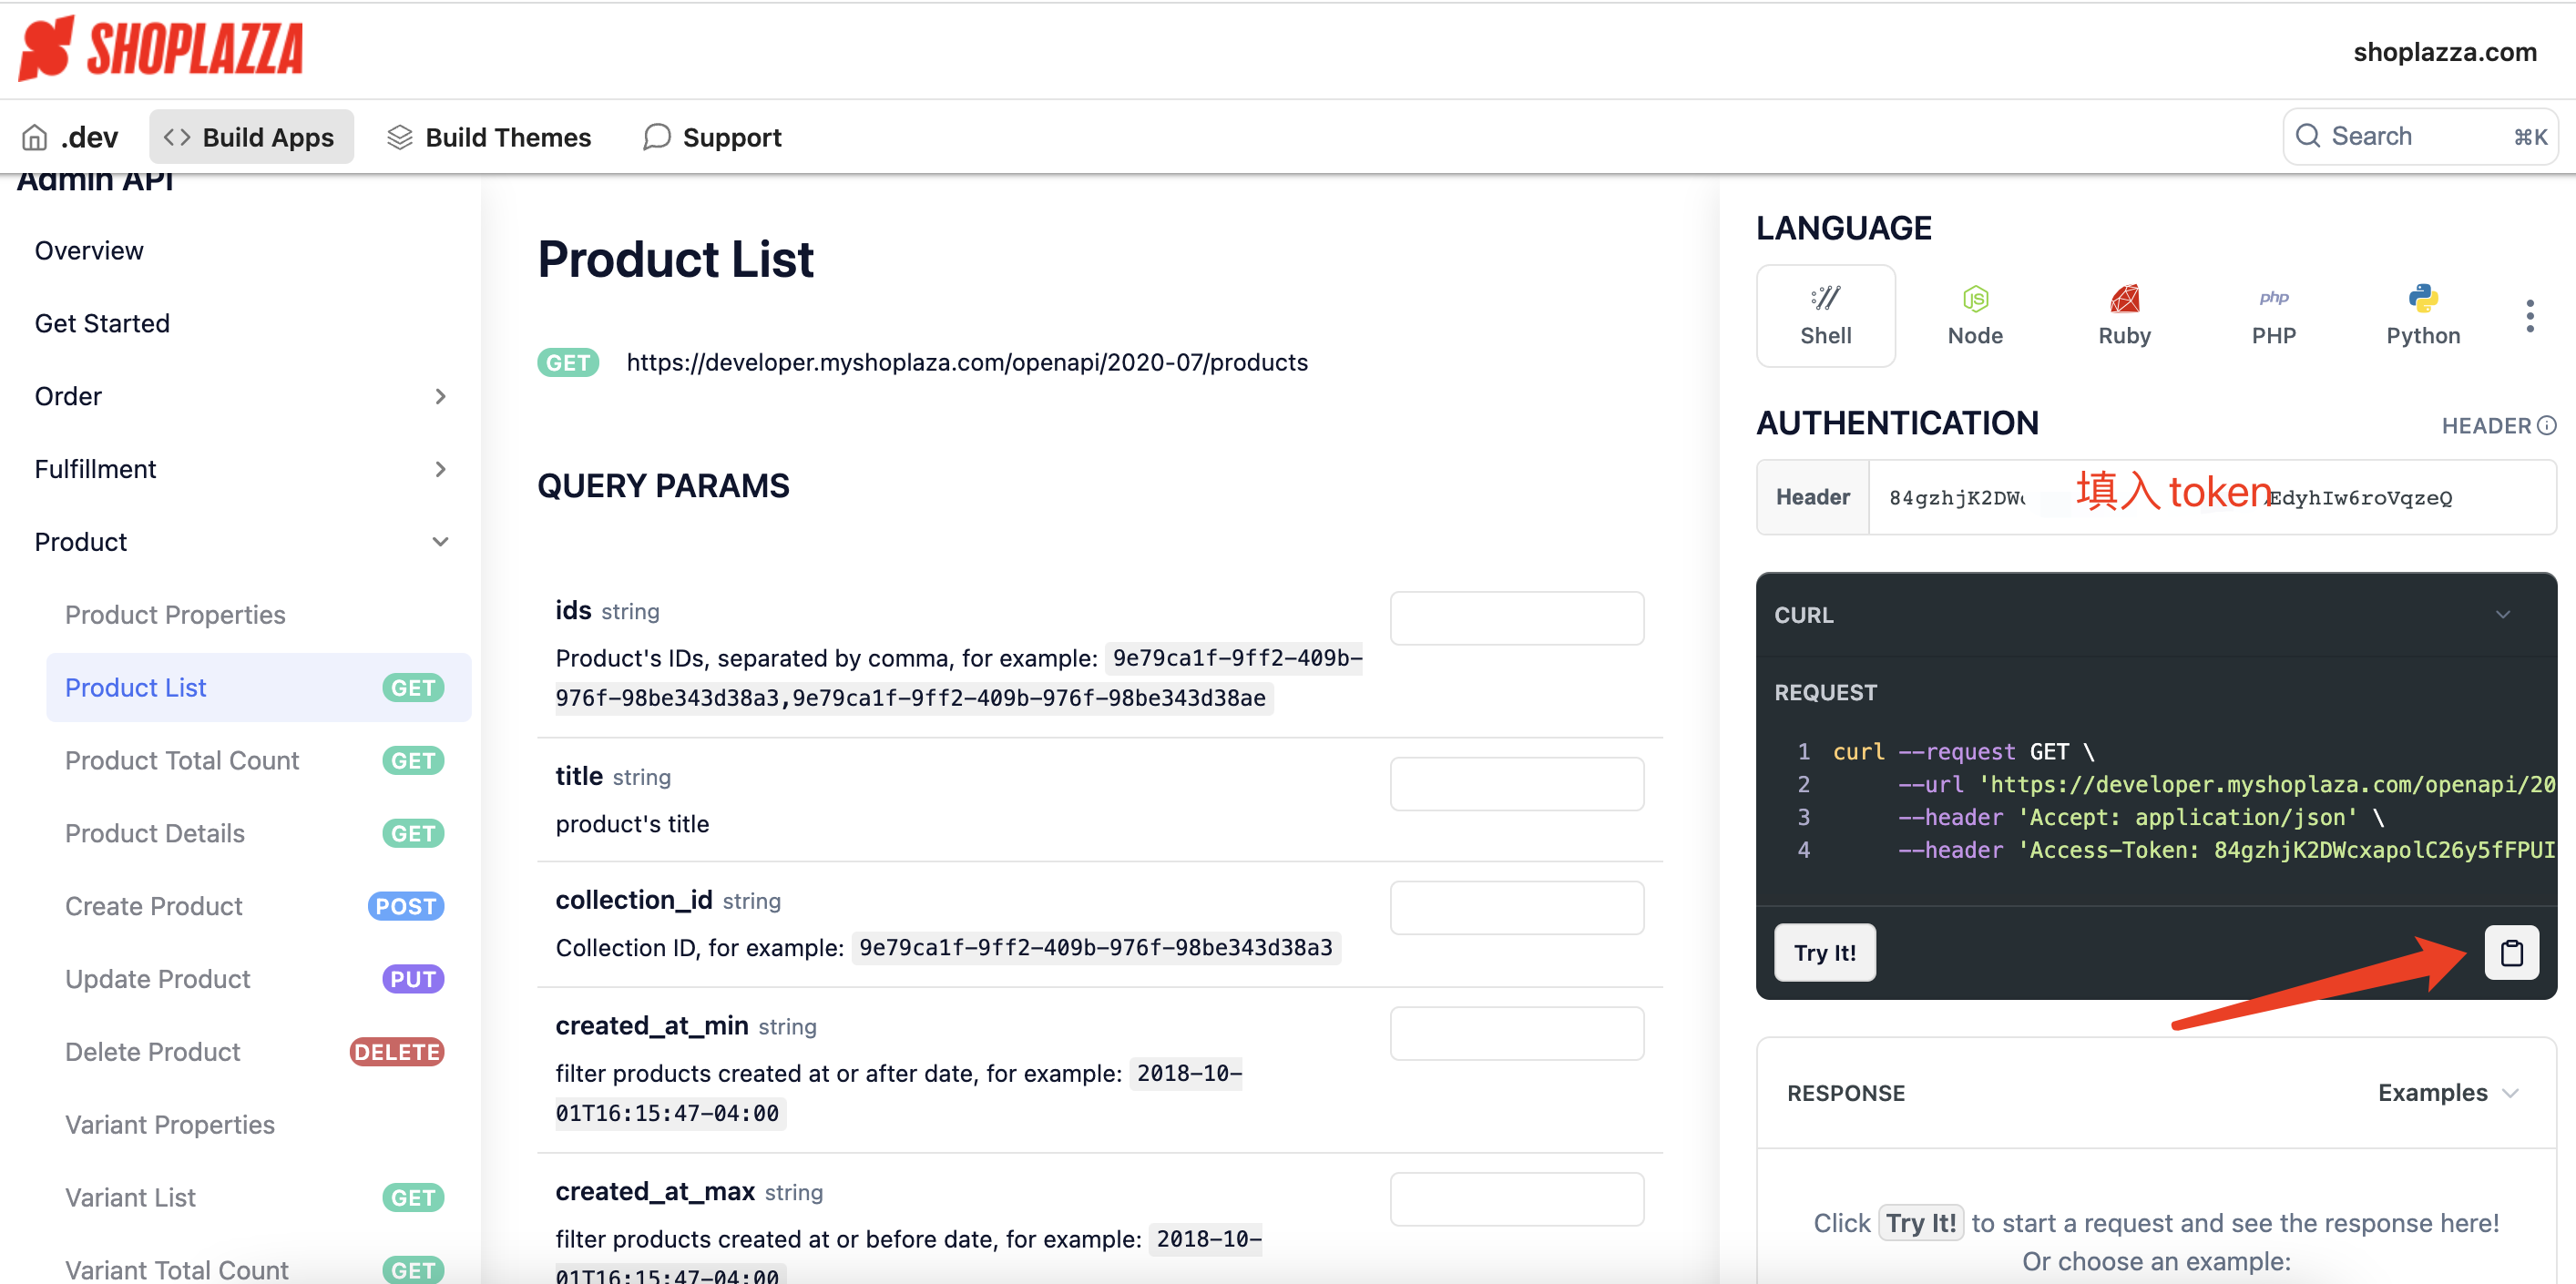 SHOPLAZZA
shoplazza.com
.dev
Build Apps
Build Themes
Support
Search
⌘K
Admin API
Overview
Get Started
Order
Fulfillment
Product
Product Properties
Product List GET
Product Total Count GET
Product Details GET
Create Product POST
Update Product PUT
Delete Product DELETE
Variant Properties
Variant List GET
Variant Total Count GET
Product List
GET https://developer.myshoplaza.com/openapi/2020-07/products
QUERY PARAMS
ids string
Product's IDs, separated by comma, for example: 9e79ca1f-9ff2-409b-
976f-98be343d38a3,9e79ca1f-9ff2-409b-976f-98be343d38ae
title string
product's title
collection_id string
Collection ID, for example: 9e79ca1f-9ff2-409b-976f-98be343d38a3
created_at_min string
filter products created at or after date, for example: 2018-10-
01T16:15:47-04:00
created_at_max string
filter products created at or before date, for example: 2018-10-
01T16:15:47-04:00
LANGUAGE
Shell
Node
Ruby
php
PHP
Python
AUTHENTICATION
HEADER
Header 84gzhjK2DW 填入token EdyhIw6roVqzeQ
CURL
REQUEST
1 curl --request GET \
2 --url 'https://developer.myshoplaza.com/openapi/20
3 --header 'Accept: application/json' \
4 --header 'Access-Token: 84gzhjK2DWcxapolC26y5fFPUI
Try It!
RESPONSE
Examples
Click Try It! to start a request and see the response here!
Or choose an example: